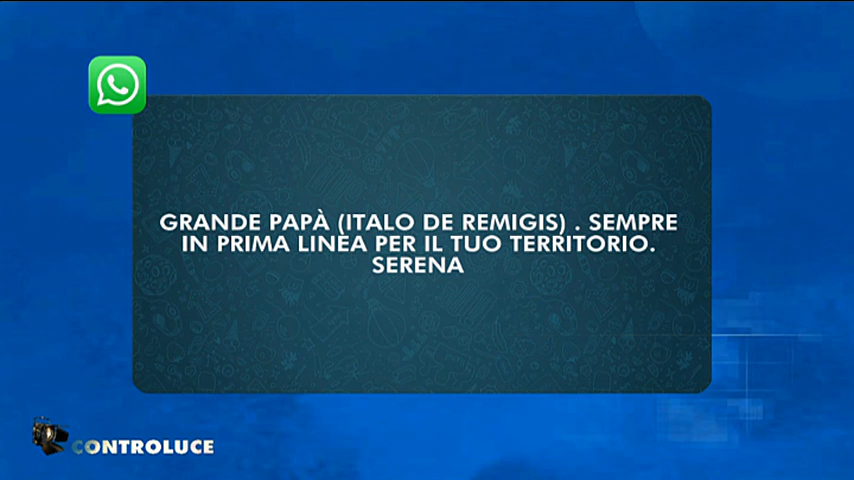 GRANDE PAPÀ (ITALO DE REMIGIS) . SEMPRE
IN PRIMA LINEA PER IL TUO TERRITORIO.
SERENA
CONTROLUCE